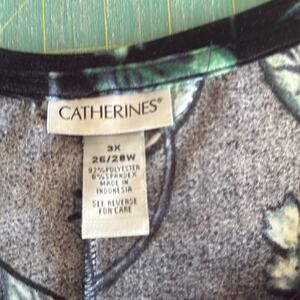 CATHERINES®
3X
26/28W
92%POLYESTER
8%SPANDEX
MADE IN
INDONESIA
SEE REVERSE
FOR CARE